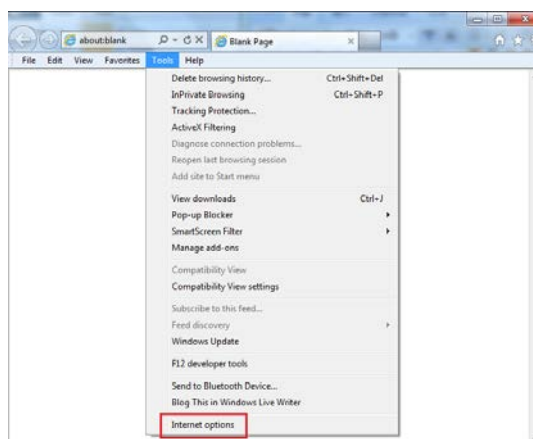 about:blank
Blank Page
File Edit View Favorites Tools Help
Delete browsing history... Ctrl+Shift+Del
InPrivate Browsing Ctrl+Shift+P
Tracking Protection...
ActiveX Filtering
Diagnose connection problems...
Reopen last browsing session
Add site to Start menu
View downloads Ctrl+J
Pop-up Blocker
SmartScreen Filter
Manage add-ons
Compatibility View
Compatibility View settings
Subscribe to this feed...
Feed discovery
Windows Update
F12 developer tools
Send to Bluetooth Device...
Blog This in Windows Live Writer
Internet options